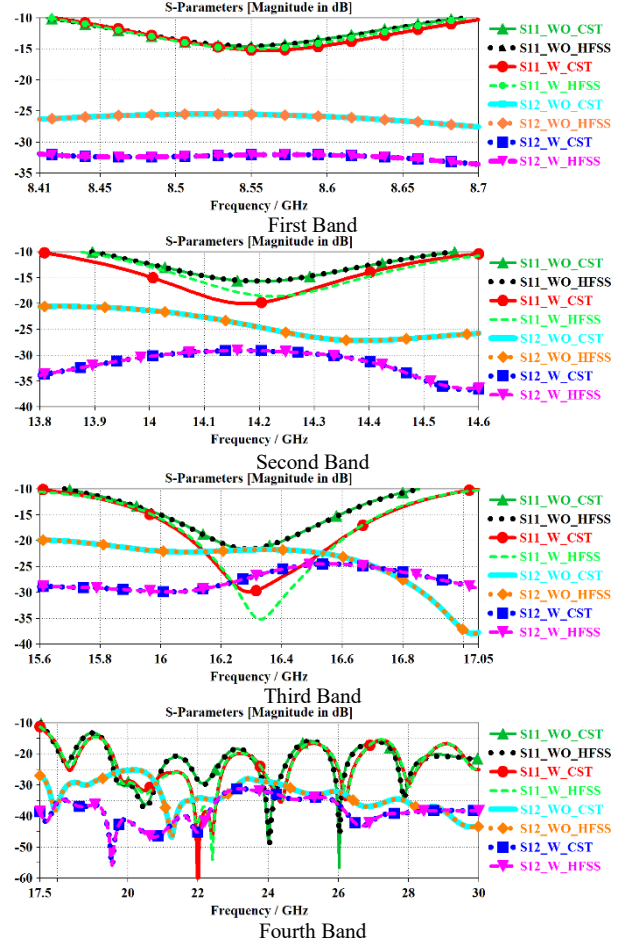 S-Parameters [Magnitude in dB]
-10
-15
-20
-25
-30
-35
8.41 8.45 8.5 8.55 8.6 8.65 8.7
Frequency / GHz
S11_WO_CST
S11_WO_HFSS
S11_W_CST
S11_W_HFSS
S12_WO_CST
S12_WO_HFSS
S12_W_CST
S12_W_HFSS
First Band
S-Parameters [Magnitude in dB]
-10
-15
-20
-25
-30
-35
-40
13.8 13.9 14 14.1 14.2 14.3 14.4 14.5 14.6
Frequency / GHz
S11_WO_CST
S11_WO_HFSS
S11_W_CST
S11_W_HFSS
S12_WO_CST
S12_WO_HFSS
S12_W_CST
S12_W_HFSS
Second Band
S-Parameters [Magnitude in dB]
-10
-15
-20
-25
-30
-35
-40
15.6 15.8 16 16.2 16.4 16.6 16.8 17.05
Frequency / GHz
S11_WO_CST
S11_WO_HFSS
S11_W_CST
S11_W_HFSS
S12_WO_CST
S12_WO_HFSS
S12_W_CST
S12_W_HFSS
Third Band
S-Parameters [Magnitude in dB]
-10
-20
-30
-40
-50
-60
17.5 20 22 24 26 28 30
Frequency / GHz
S11_WO_CST
S11_WO_HFSS
S11_W_CST
S11_W_HFSS
S12_WO_CST
S12_WO_HFSS
S12_W_CST
S12_W_HFSS
Fourth Band